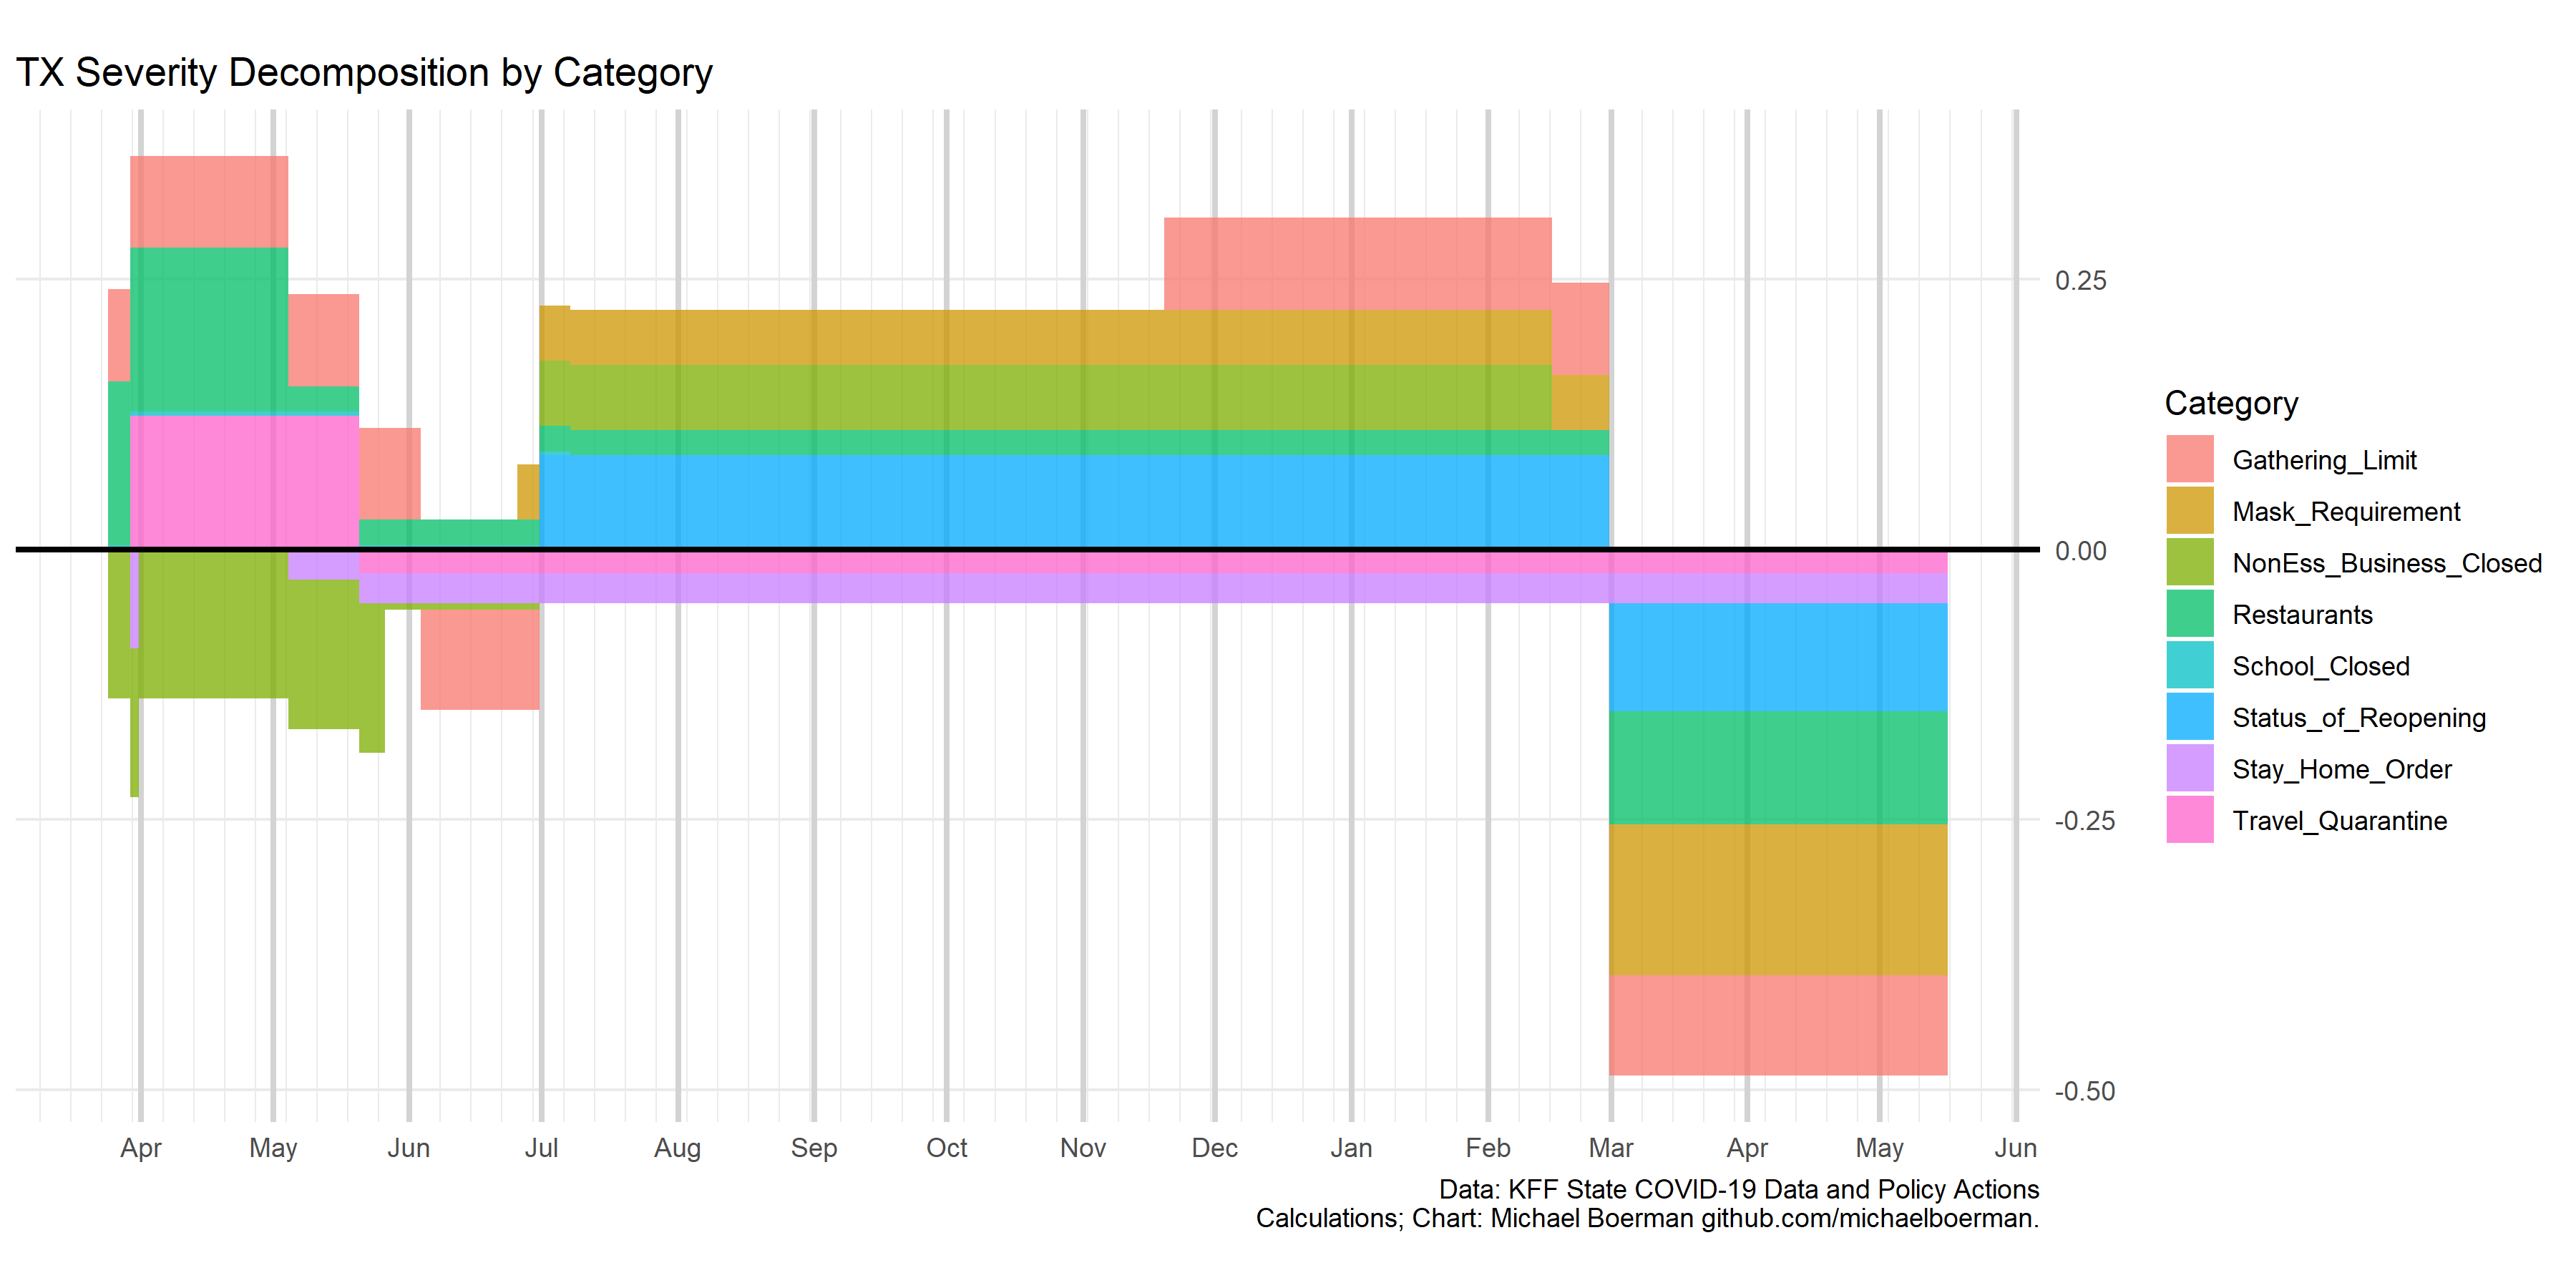 TX Severity Decomposition by Category
0.25
0.00
-0.25
-0.50
Apr May Jun Jul Aug Sep Oct Nov Dec Jan Feb Mar Apr May Jun
Category
Gathering_Limit
Mask_Requirement
NonEss_Business_Closed
Restaurants
School_Closed
Status_of_Reopening
Stay_Home_Order
Travel_Quarantine
Data: KFF State COVID-19 Data and Policy Actions
Calculations; Chart: Michael Boerman github.com/michaelboerman.